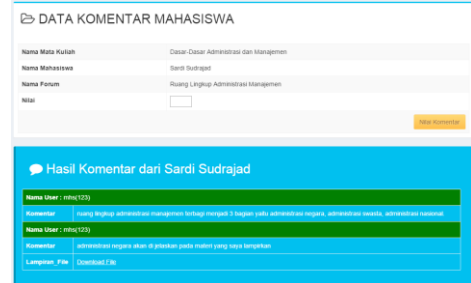 DATA KOMENTAR MAHASISWA
Nama Mata Kuliah Dasar-Dasar Administrasi dan Manajemen
Nama Mahasiswa Sardi Sudrajad
Nama Forum Ruang Lingkup Administrasi Manajemen
Nilai
Nilai Komentar
Hasil Komentar dari Sardi Sudrajad
Nama User : mhs(123)
Komentar ruang lingkup administrasi manajemen terbagi menjadi 3 bagian yaitu administrasi negara, administrasi swasta, administrasi nasional.
Nama User : mhs(123)
Komentar administrasi negara akan di jelaskan pada materi yang saya lampirkan
Lampiran_File Download File